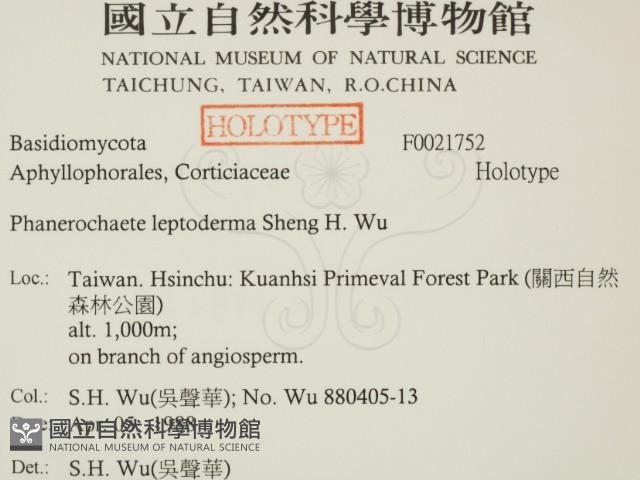 國立自然科學博物館
NATIONAL MUSEUM OF NATURAL SCIENCE
TAICHUNG, TAIWAN, R.O.CHINA
HOLOTYPE
Basidiomycota F0021752
Aphyllophorales, Corticiaceae Holotype
Phanerochaete leptoderma Sheng H. Wu
Loc.: Taiwan. Hsinchu: Kuanhsi Primeval Forest Park (關西自然
森林公園)
alt. 1,000m;
on branch of angiosperm.
Col.: S.H. Wu(吳聲華); No. Wu 880405-13
Date: Apr. 05, 1988
國立自然科學博物館
NATIONAL MUSEUM OF NATURAL SCIENCE
Det.: S.H. Wu(吳聲華)